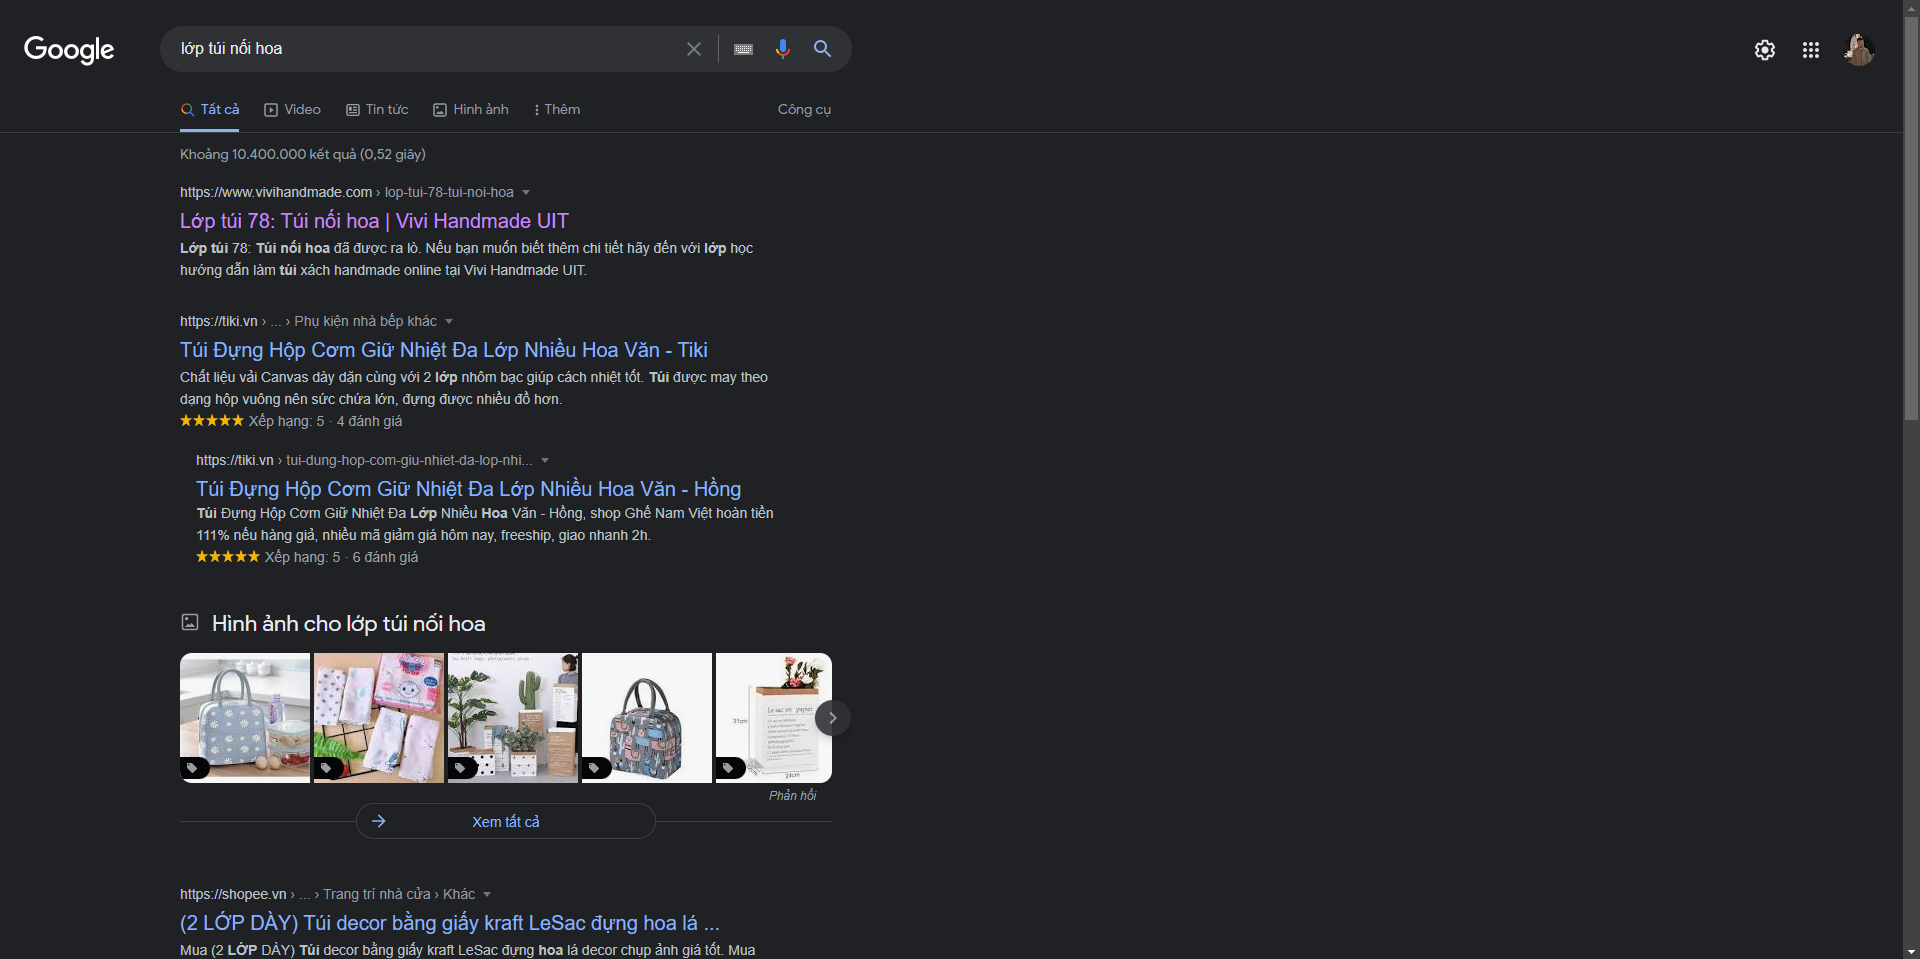 Google
lớp túi nối hoa
Tất cả
Video
Tin tức
Hình ảnh
Thêm
Công cụ
Khoảng 10.400.000 kết quả (0,52 giây)
https://www.vivihandmade.com › lop-tui-78-tui-noi-hoa
Lớp túi 78: Túi nối hoa | Vivi Handmade UIT
Lớp túi 78: Túi nối hoa đã được ra lò. Nếu bạn muốn biết thêm chi tiết hãy đến với lớp học
hướng dẫn làm túi xách handmade online tại Vivi Handmade UIT.
https://tiki.vn › ... › Phụ kiện nhà bếp khác
Túi Đựng Hộp Cơm Giữ Nhiệt Đa Lớp Nhiều Hoa Văn - Tiki
Chất liệu vải Canvas dày dặn cùng với 2 lớp nhôm bạc giúp cách nhiệt tốt. Túi được may theo
dạng hộp vuông nên sức chứa lớn, đựng được nhiều đồ hơn.
Xếp hạng: 5 · 4 đánh giá
https://tiki.vn › tui-dung-hop-com-giu-nhiet-da-lop-nhi...
Túi Đựng Hộp Cơm Giữ Nhiệt Đa Lớp Nhiều Hoa Văn - Hồng
Túi Đựng Hộp Cơm Giữ Nhiệt Đa Lớp Nhiều Hoa Văn - Hồng, shop Ghế Nam Việt hoàn tiền
111% nếu hàng giả, nhiều mã giảm giá hôm nay, freeship, giao nhanh 2h.
Xếp hạng: 5 · 6 đánh giá
Hình ảnh cho lớp túi nối hoa
Le sac en papier
31cm
24cm
Phản hồi
Xem tất cả
https://shopee.vn › ... › Trang trí nhà cửa › Khác
(2 LỚP DÀY) Túi decor bằng giấy kraft LeSac đựng hoa lá ...
Mua (2 LỚP DÀY) Túi decor bằng giấy kraft LeSac đựng hoa lá decor chụp ảnh giá tốt. Mua